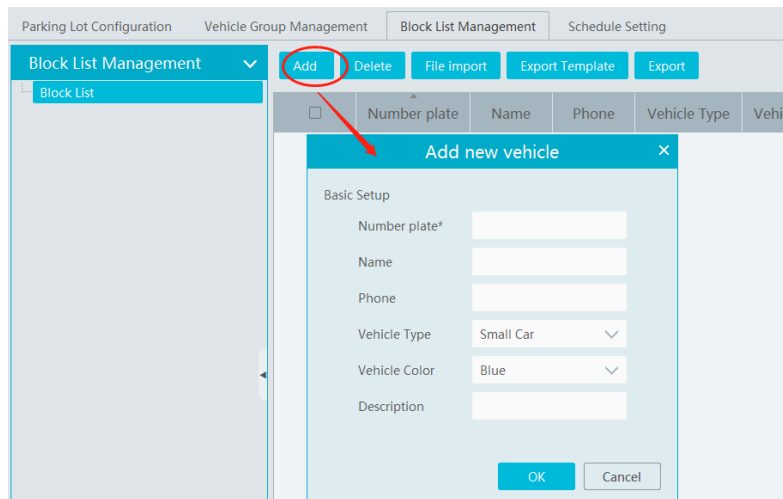 Parking Lot Configuration Vehicle Group Management Block List Management Schedule Setting
Block List Management
Block List
Add Delete File import Export Template Export
Number plate Name Phone Vehicle Type Vehi
Add new vehicle ×
Basic Setup
Number plate*
Name
Phone
Vehicle Type Small Car
Vehicle Color Blue
Description
OK Cancel